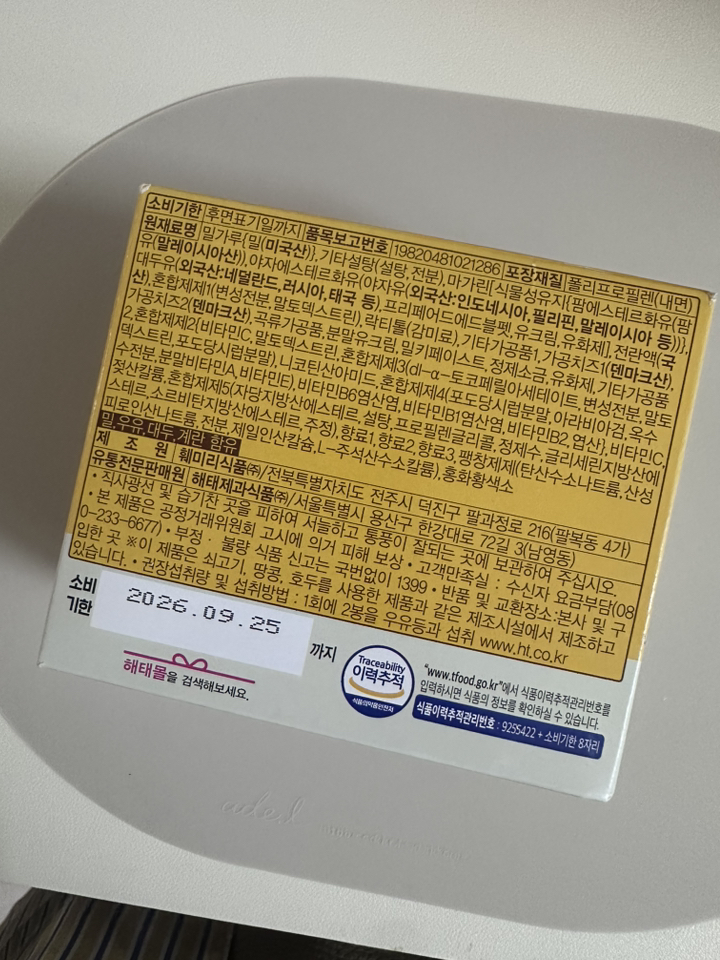 소비기한 후면표기일까지 품목보고번호 19820481021286 포장재질 폴리프로필렌(내면)
원재료명 밀가루{밀(미국산)}, 기타설탕(설탕, 전분), 마가린{식물성유지{팜에스테르화유(팜
유(말레이시아산)), 야자에스테르화유(야자유(외국산:인도네시아, 필리핀, 말레이시아 등))},
대두유(외국산:네덜란드, 러시아, 태국 등), 프리페어드에드블펫, 유크림, 유화제}, 전란액(국
산), 혼합제제1(변성전분, 말토덱스트린), 락티톨(감미료), 기타가공품1, 가공치즈1(덴마크산),
가공치즈2(덴마크산), 곡류가공품, 분말유크림, 밀키페이스트, 정제소금, 유화제, 기타가공품
2, 혼합제제2(비타민C, 말토덱스트린), 혼합제제3(dl-α-토코페릴아세테이트, 변성전분, 말토
덱스트린, 포도당시럽분말), 니코틴산아미드, 혼합제제4(포도당시럽분말, 아라비아검, 옥수
수전분, 분말비타민A, 비타민E), 비타민B6염산염, 비타민B1염산염, 비타민B2, 엽산}, 비타민C,
젖산칼륨, 혼합제제5(자당지방산에스테르, 설탕, 프로필렌글리콜, 정제수, 글리세린지방산에
스테르, 소르비탄지방산에스테르, 주정), 향료1, 향료2, 향료3, 팽창제제(탄산수소나트륨, 산성
피로인산나트륨, 전분, 제일인산칼슘, L-주석산수소칼륨), 홍화황색소
밀, 우유, 대두, 계란 함유
제 조 원 훼미리식품㈜/전북특별자치도 전주시 덕진구 팔과정로 216(팔복동 4가)
유통전문판매원 해태제과식품㈜/서울특별시 용산구 한강대로 72길 3(남영동)
• 직사광선 및 습기찬 곳을 피하여 서늘하고 통풍이 잘되는 곳에 보관하여 주십시오.
• 본 제품은 공정거래위원회 고시에 의거 피해 보상 • 고객만족실 : 수신자 요금부담(08
0-233-6677) • 부정 · 불량 식품 신고는 국번없이 1399 • 반품 및 교환장소:본사 및 구
입한 곳 ※이 제품은 쇠고기, 땅콩, 호두를 사용한 제품과 같은 제조시설에서 제조하고
있습니다. • 권장섭취량 및 섭취방법 : 1회에 2봉을 우유등과 섭취 www.ht.co.kr
소비
기한 2026.09.25 까지
해태몰을 검색해보세요.
Traceability
이력추적
식품의약품안전처
"www.tfood.go.kr"에서 식품이력추적관리번호를
입력하시면 식품의 정보를 확인하실 수 있습니다.
식품이력추적관리번호 : 9255422 + 소비기한 8자리